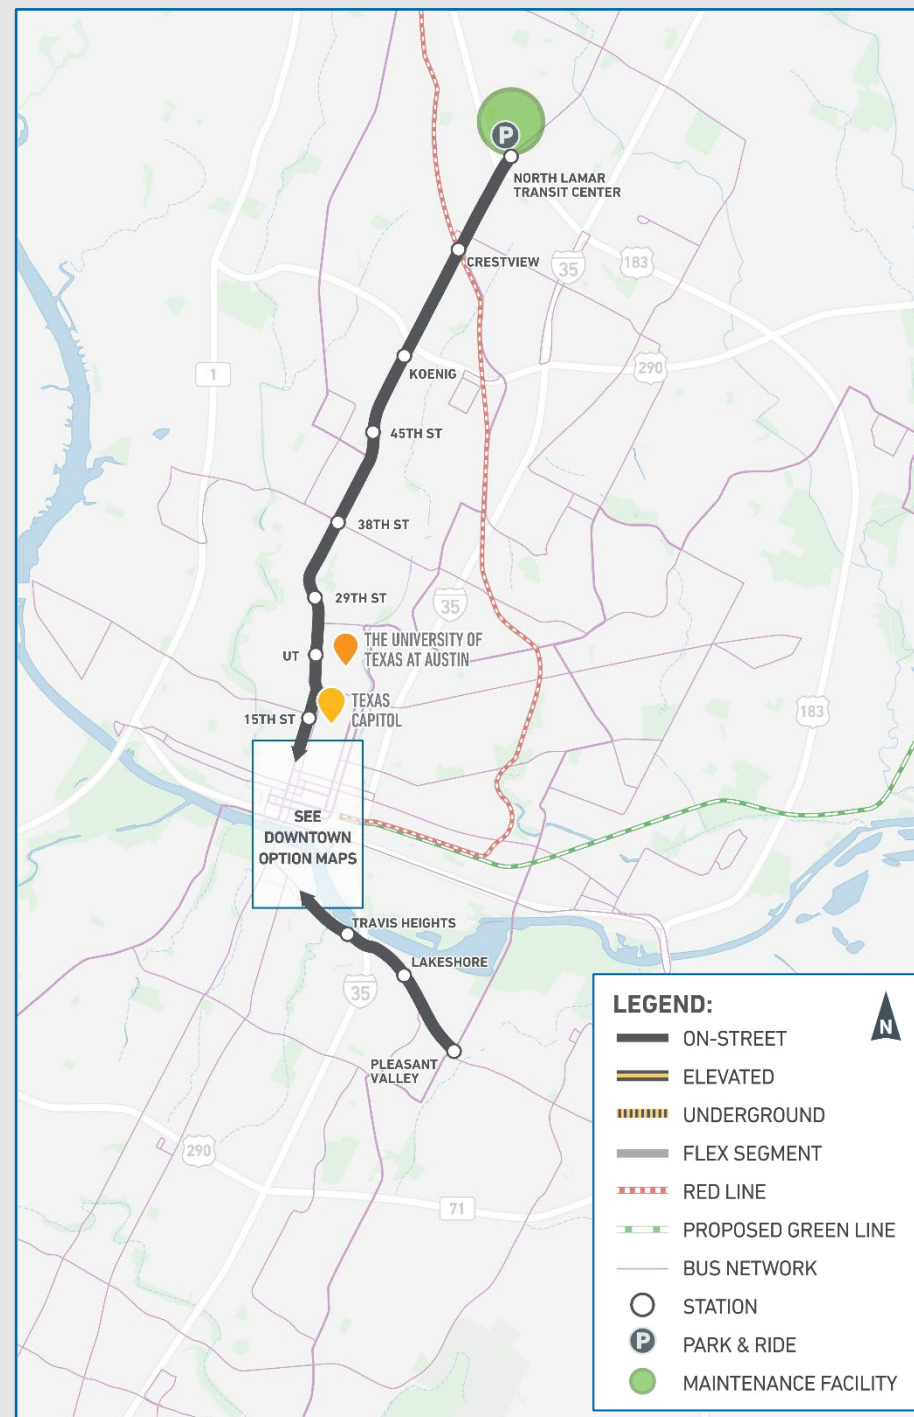 P
NORTH LAMAR
TRANSIT CENTER
CRESTVIEW
35
183
KOENIG
290
1
45TH ST
38TH ST
29TH ST
35
UT
THE UNIVERSITY OF
TEXAS AT AUSTIN
TEXAS
CAPITOL
15TH ST
183
SEE
DOWNTOWN
OPTION MAPS
TRAVIS HEIGHTS
LAKESHORE
35
PLEASANT
VALLEY
290
71
LEGEND:
N
ON-STREET
ELEVATED
UNDERGROUND
FLEX SEGMENT
RED LINE
PROPOSED GREEN LINE
BUS NETWORK
STATION
P
PARK & RIDE
MAINTENANCE FACILITY